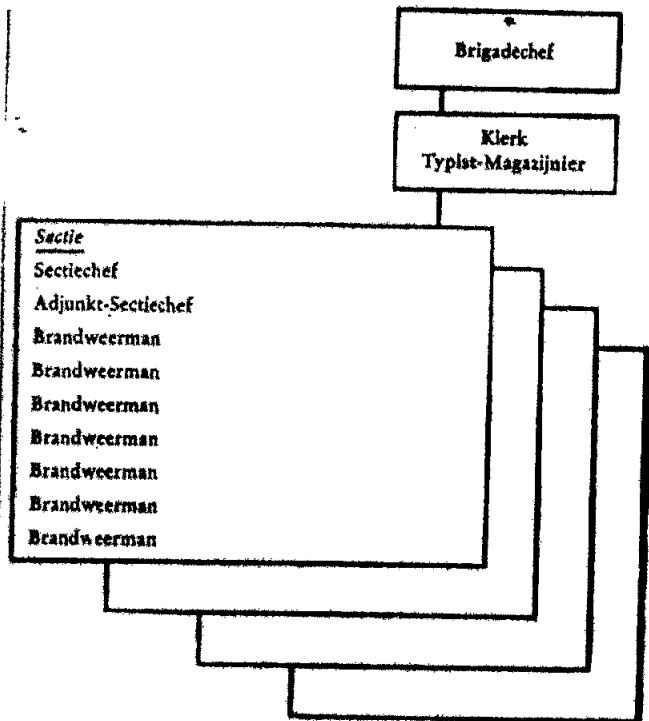 Brigadechef
Klerk
Typist-Magazijnier
Sectie
Sectiechef
Adjunkt-Sectiechef
Brandweerman
Brandweerman
Brandweerman
Brandweerman
Brandweerman
Brandweerman
Brandweerman